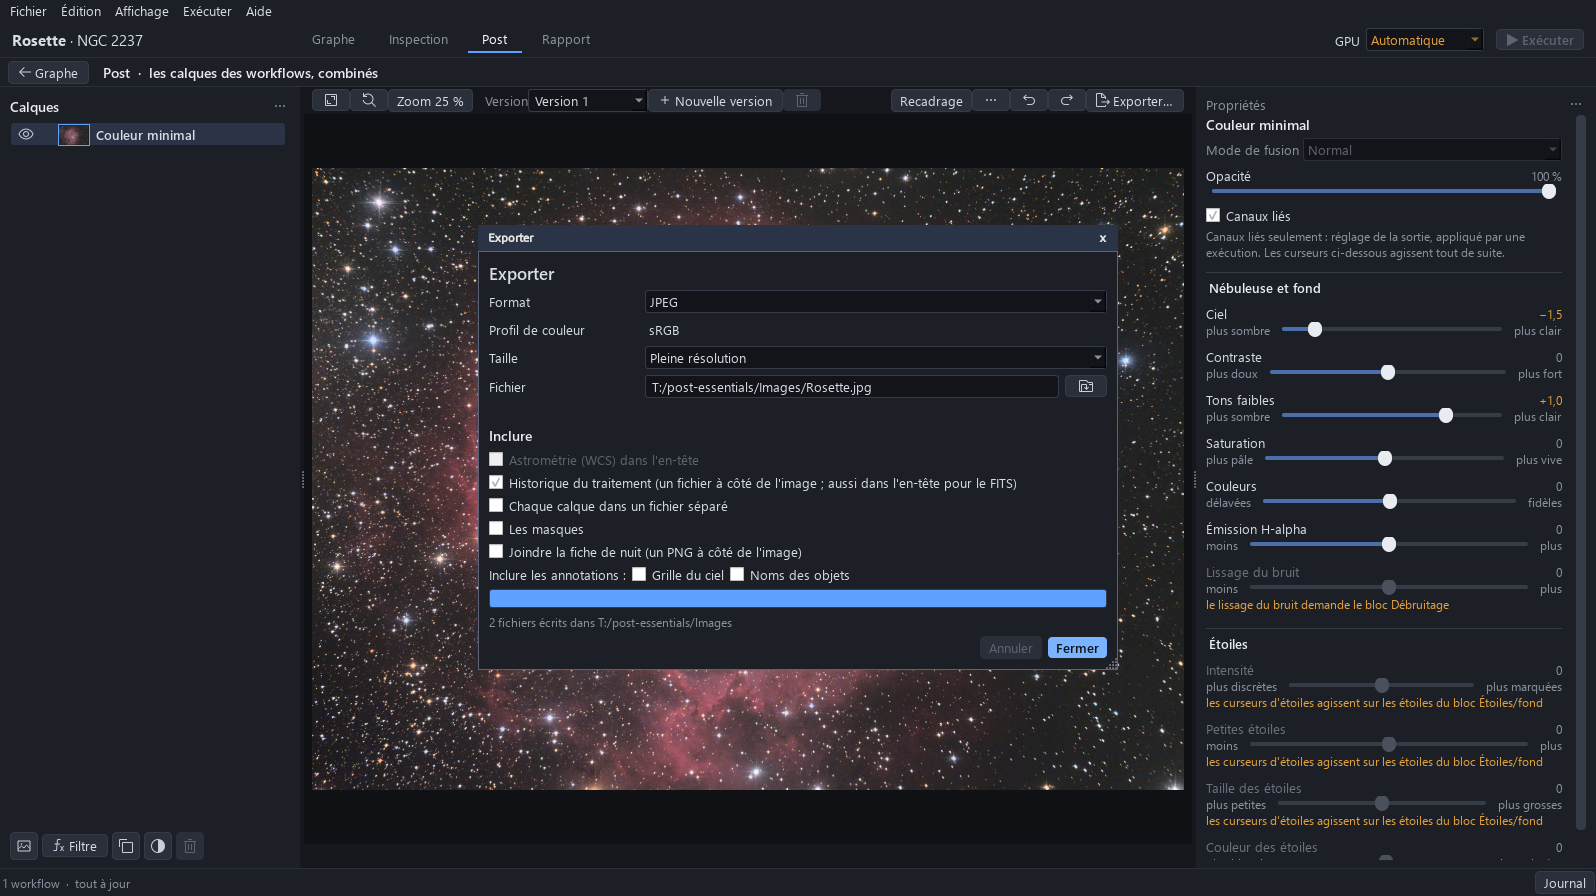 Fichier Édition Affichage Exécuter Aide
Rosette · NGC 2237
Graphe Inspection Post Rapport
GPU Automatique Exécuter
Graphe Post · les calques des workflows, combinés
Calques ...
Couleur minimal
Zoom 25 % Version Version 1 + Nouvelle version Recadrage ... Exporter...
Exporter x
Exporter
Format JPEG
Profil de couleur sRGB
Taille Pleine résolution
Fichier T:/post-essentials/Images/Rosette.jpg
Inclure
Astrométrie (WCS) dans l'en-tête
Historique du traitement (un fichier à côté de l'image ; aussi dans l'en-tête pour le FITS)
Chaque calque dans un fichier séparé
Les masques
Joindre la fiche de nuit (un PNG à côté de l'image)
Inclure les annotations : Grille du ciel Noms des objets
2 fichiers écrits dans T:/post-essentials/Images
Annuler Fermer
Propriétés ...
Couleur minimal
Mode de fusion Normal
Opacité 100 %
Canaux liés
Canaux liés seulement : réglage de la sortie, appliqué par une
exécution. Les curseurs ci-dessous agissent tout de suite.
Nébuleuse et fond
Ciel −1,5
plus sombre plus clair
Contraste 0
plus doux plus fort
Tons faibles +1,0
plus sombre plus clair
Saturation 0
plus pâle plus vive
Couleurs 0
délavées fidèles
Émission H-alpha 0
moins plus
Lissage du bruit 0
moins plus
le lissage du bruit demande le bloc Débruitage
Étoiles
Intensité 0
plus discrètes plus marquées
les curseurs d'étoiles agissent sur les étoiles du bloc Étoiles/fond
Petites étoiles 0
moins plus
les curseurs d'étoiles agissent sur les étoiles du bloc Étoiles/fond
Taille des étoiles 0
plus petites plus grosses
les curseurs d'étoiles agissent sur les étoiles du bloc Étoiles/fond
Couleur des étoiles 0
fx Filtre
1 workflow · tout à jour
Journal